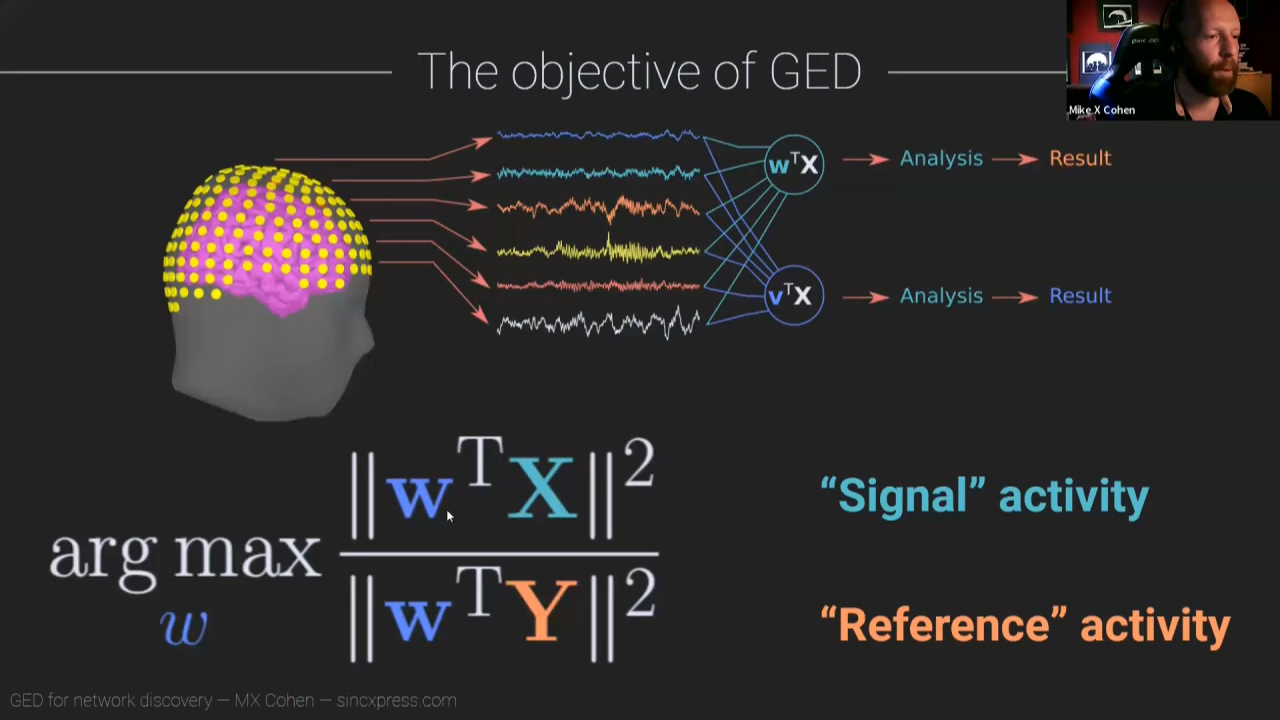 The objective of GED
Mike X Cohen
wᵀX
Analysis
Result
vᵀX
Analysis
Result
arg max
w
||wᵀX||²
||wᵀY||²
“Signal” activity
“Reference” activity
GED for network discovery — MX Cohen — sincxpress.com